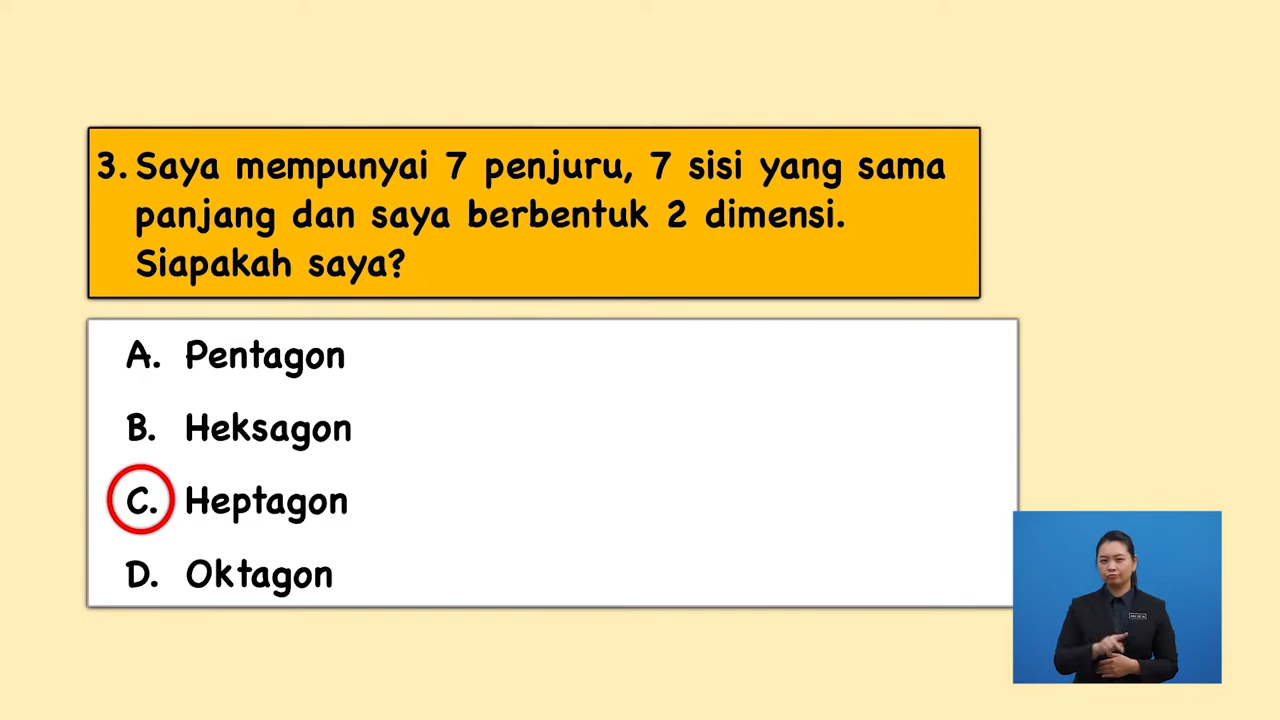 3. Saya mempunyai 7 penjuru, 7 sisi yang sama
panjang dan saya berbentuk 2 dimensi.
Siapakah saya?
A. Pentagon
B. Heksagon
C. Heptagon
D. Oktagon